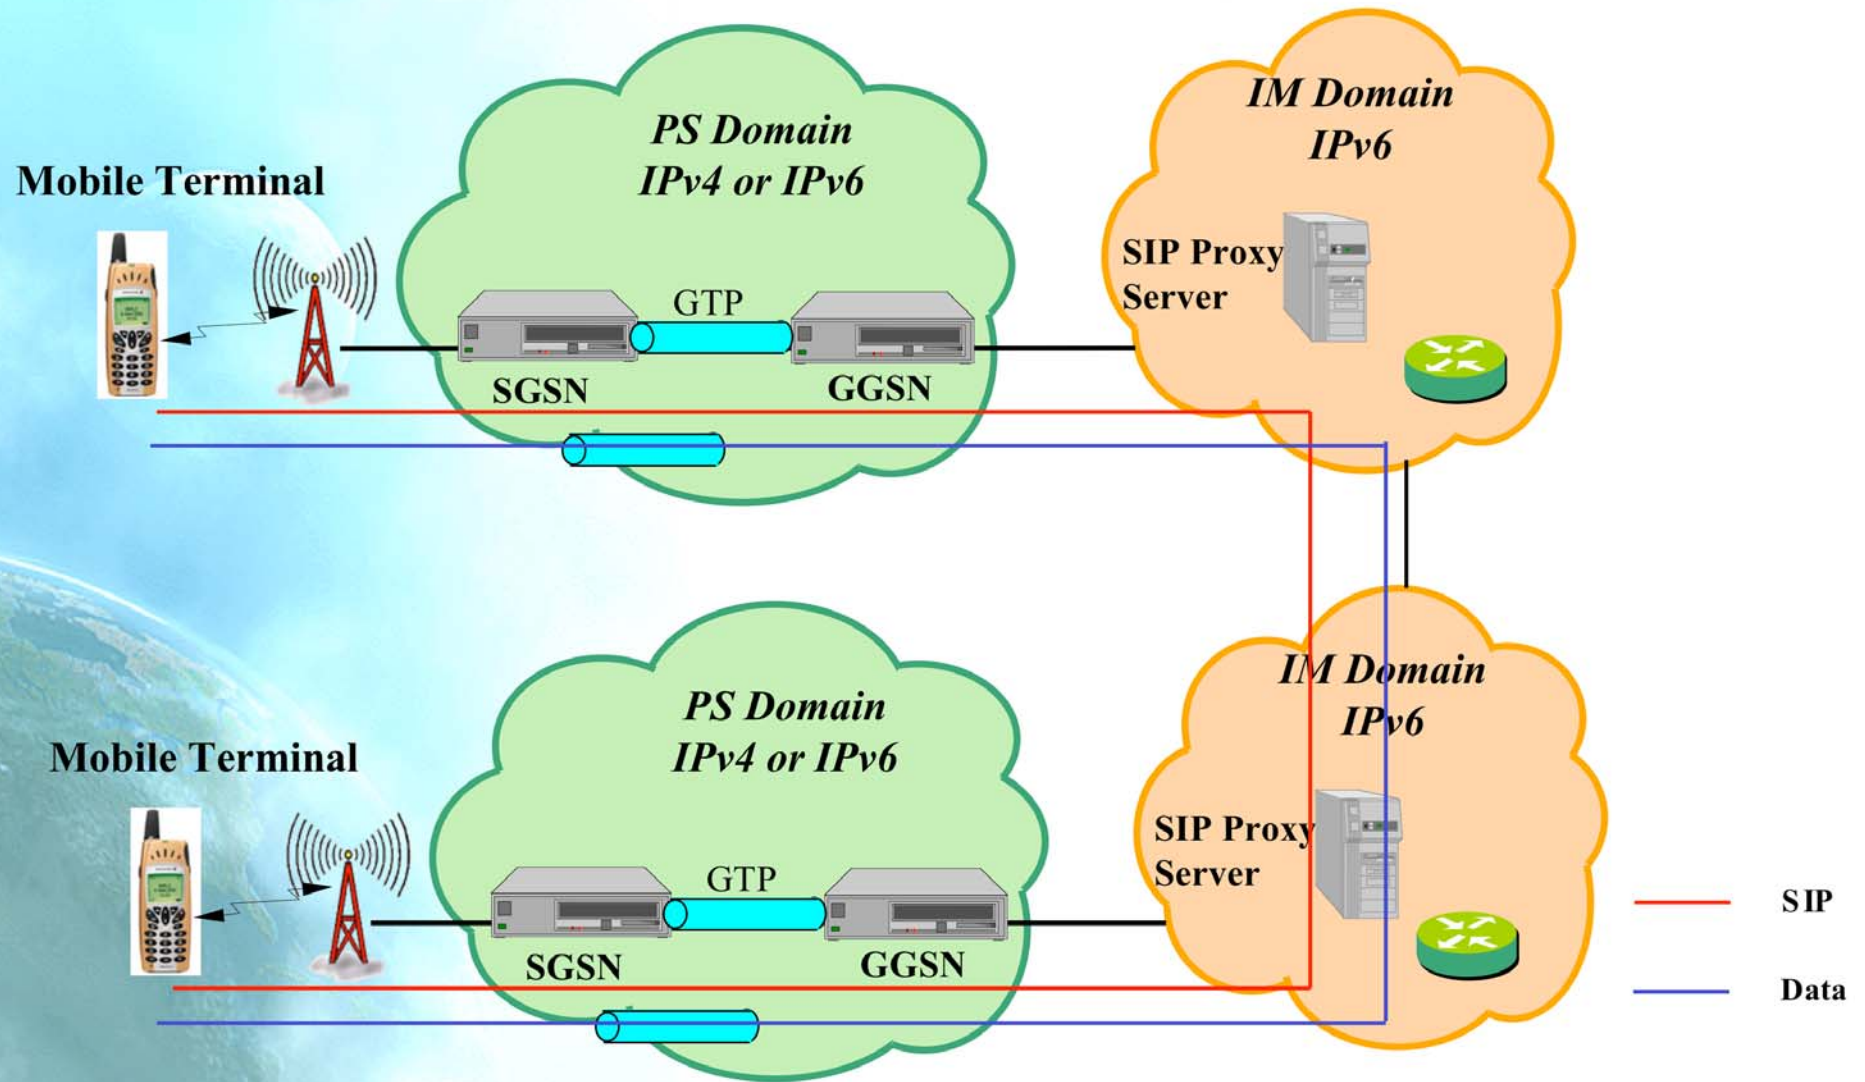 PS Domain
IPv4 or IPv6
IM Domain
IPv6
Mobile Terminal
SIP Proxy
Server
GTP
SGSN
GGSN
PS Domain
IPv4 or IPv6
IM Domain
IPv6
Mobile Terminal
SIP Proxy
Server
GTP
SGSN
GGSN
SIP
Data